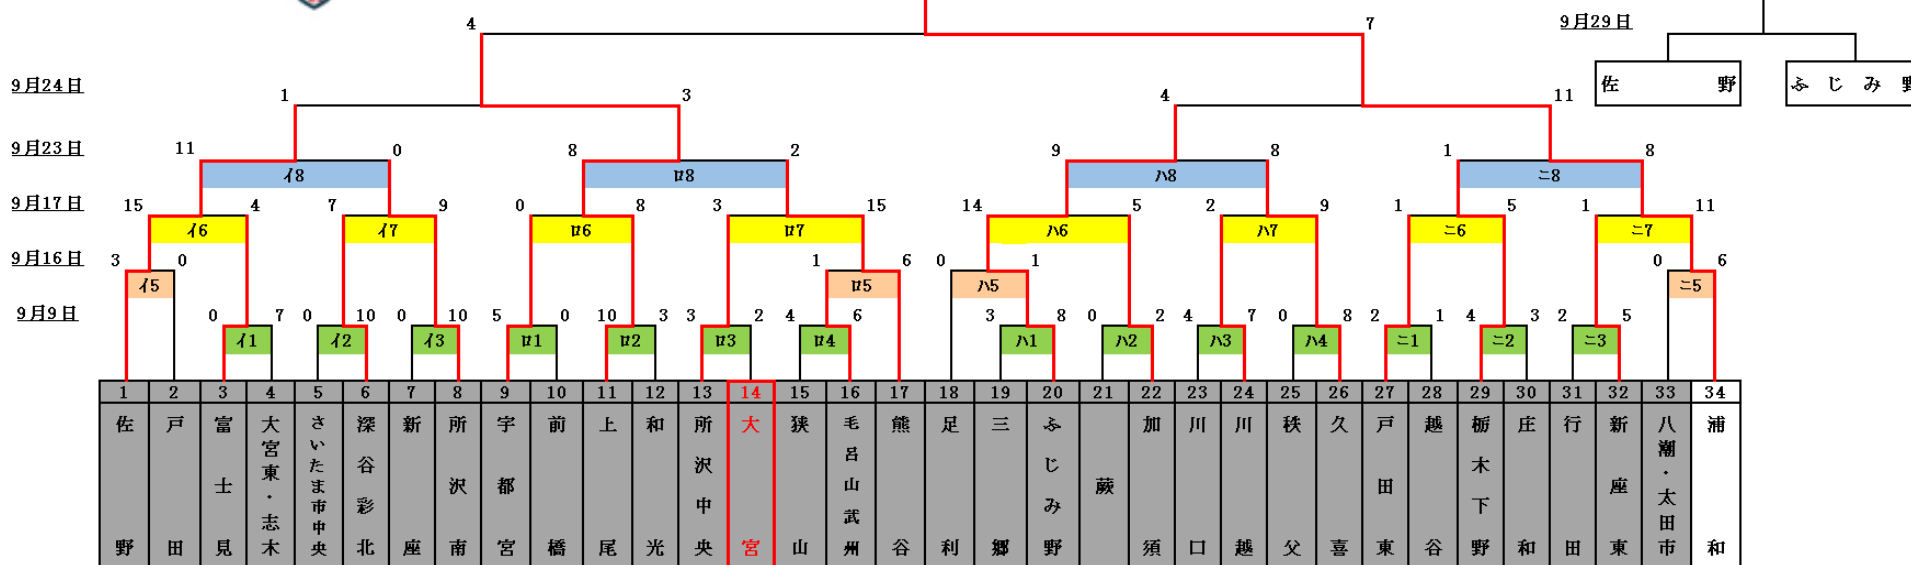 9月29日
4 7
佐野 ふじみ野
9月24日
1 3 4 11
9月23日
11 0 8 2 9 8 1 8
イ8 ロ8 ハ8 ニ8
9月17日
15 4 7 9 0 8 3 15 14 5 2 9 1 5 1 11
イ6 イ7 ロ6 ロ7 ハ6 ハ7 ニ6 ニ7
9月16日
3 0 1 6 0 1 0 6
イ5 ロ5 ハ5 ニ5
9月9日
0 7 0 10 0 10 5 0 10 3 3 2 4 6 3 8 0 2 4 7 0 8 2 1 4 3 2 5
イ1 イ2 イ3 ロ1 ロ2 ロ3 ロ4 ハ1 ハ2 ハ3 ハ4 ニ1 ニ2 ニ3
1 2 3 4 5 6 7 8 9 10 11 12 13 14 15 16 17 18 19 20 21 22 23 24 25 26 27 28 29 30 31 32 33 34
佐野
戸田
富士見
大宮東・志木
さいたま市中央
深谷彩北
新座
所沢南
宇都宮
前橋
上尾
和光
所沢中央
大宮
狭山
毛呂山武州
熊谷
足利
三郷
ふじみ野
蕨
加須
川口
川越
秩父
久喜
戸田東
越谷
栃木下野
庄和
行田
新座東
八潮・太田市
浦和